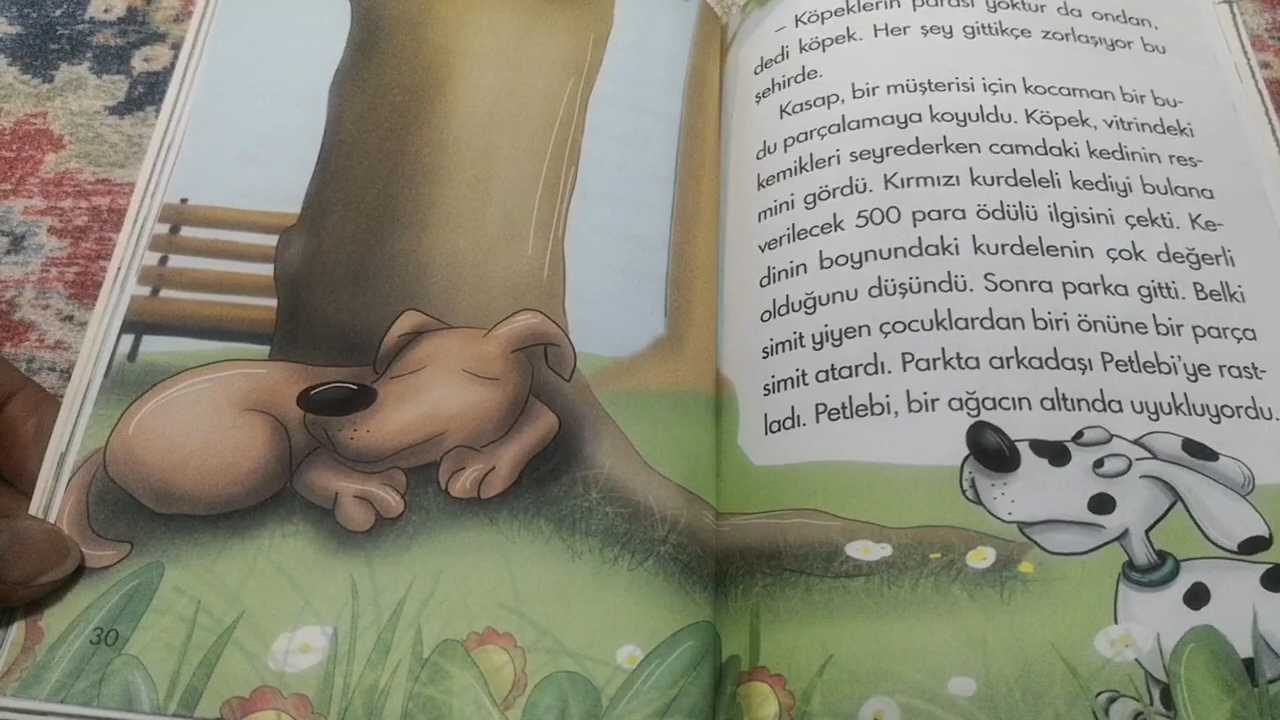 – Köpeklerin parası yoktur da ondan,
dedi köpek. Her şey gittikçe zorlaşıyor bu
şehirde.
Kasap, bir müşterisi için kocaman bir bu-
du parçalamaya koyuldu. Köpek, vitrindeki
kemikleri seyrederken camdaki kedinin res-
mini gördü. Kırmızı kurdeleli kediyi bulana
verilecek 500 para ödülü ilgisini çekti. Ke-
dinin boynundaki kurdelenin çok değerli
olduğunu düşündü. Sonra parka gitti. Belki
simit yiyen çocuklardan biri önüne bir parça
simit atardı. Parkta arkadaşı Petlebi'ye rast-
ladı. Petlebi, bir ağacın altında uyukluyordu.
30